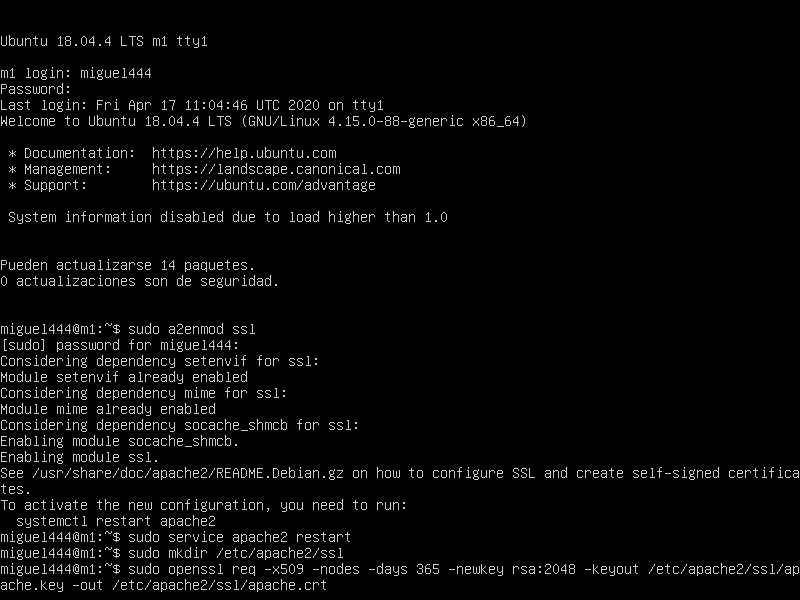 Ubuntu 18.04.4 LTS m1 tty1
m1 login: miguel444
Password:
Last login: Fri Apr 17 11:04:46 UTC 2020 on tty1
Welcome to Ubuntu 18.04.4 LTS (GNU/Linux 4.15.0-88-generic x86_64)
* Documentation:  https://help.ubuntu.com
* Management:     https://landscape.canonical.com
* Support:        https://ubuntu.com/advantage
System information disabled due to load higher than 1.0
Pueden actualizarse 14 paquetes.
0 actualizaciones son de seguridad.
miguel444@m1:~$ sudo a2enmod ssl
[sudo] password for miguel444:
Considering dependency setenvif for ssl:
Module setenvif already enabled
Considering dependency mime for ssl:
Module mime already enabled
Considering dependency socache_shmcb for ssl:
Enabling module socache_shmcb.
Enabling module ssl.
See /usr/share/doc/apache2/README.Debian.gz on how to configure SSL and create self-signed certifica
tes.
To activate the new configuration, you need to run:
  systemctl restart apache2
miguel444@m1:~$ sudo service apache2 restart
miguel444@m1:~$ sudo mkdir /etc/apache2/ssl
miguel444@m1:~$ sudo openssl req -x509 -nodes -days 365 -newkey rsa:2048 -keyout /etc/apache2/ssl/ap
ache.key -out /etc/apache2/ssl/apache.crt